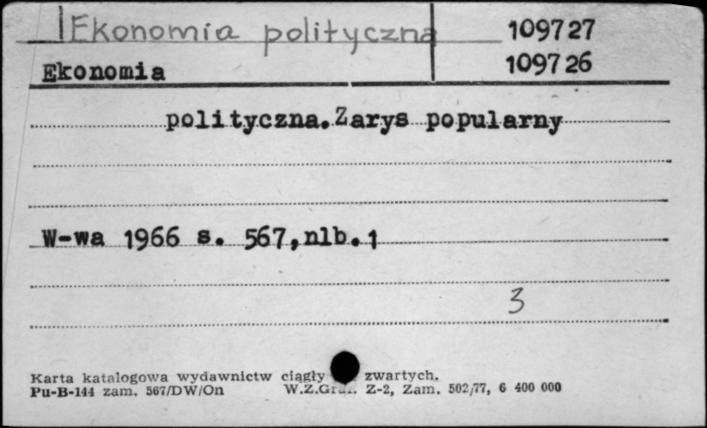 Ekonomia polityczna 109727
Ekonomia 109726
polityczna. Zarys popularny
W-wa 1966 s. 567, nlb. 1
3
Karta katalogowa wydawnictw ciągły zwartych.
Pu-B-144 zam. 567/DW/On W.Z.Graf. Z-2, Zam. 502/77, 6 400 000